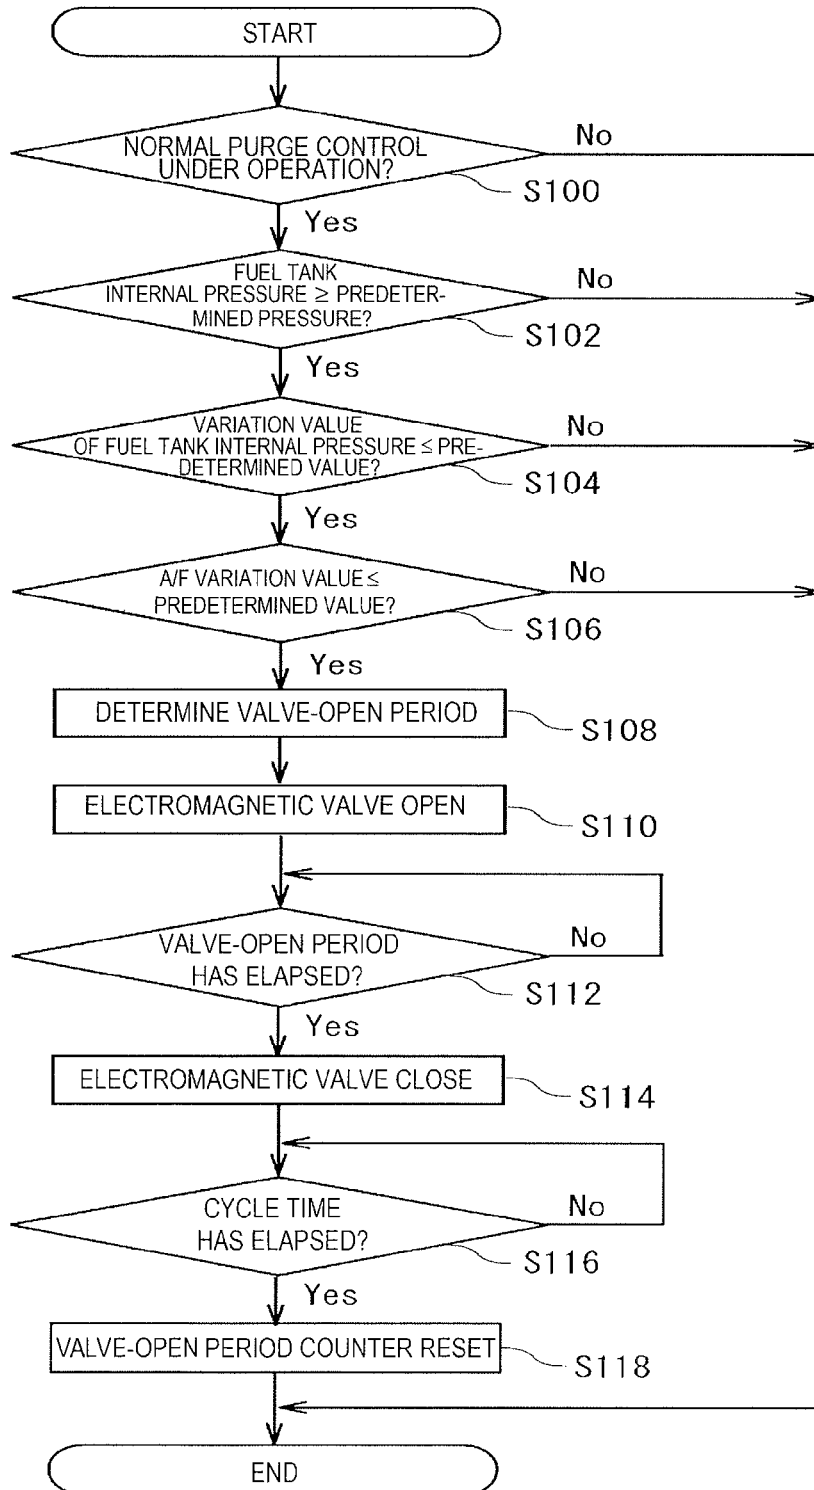 START
NORMAL PURGE CONTROL
UNDER OPERATION?
No
S100
Yes
FUEL TANK
INTERNAL PRESSURE ≥ PREDETER-
MINED PRESSURE?
No
S102
Yes
VARIATION VALUE
OF FUEL TANK INTERNAL PRESSURE ≤ PRE-
DETERMINED VALUE?
No
S104
Yes
A/F VARIATION VALUE ≤
PREDETERMINED VALUE?
No
S106
Yes
DETERMINE VALVE-OPEN PERIOD
S108
ELECTROMAGNETIC VALVE OPEN
S110
VALVE-OPEN PERIOD
HAS ELAPSED?
No
S112
Yes
ELECTROMAGNETIC VALVE CLOSE
S114
CYCLE TIME
HAS ELAPSED?
No
S116
Yes
VALVE-OPEN PERIOD COUNTER RESET
S118
END